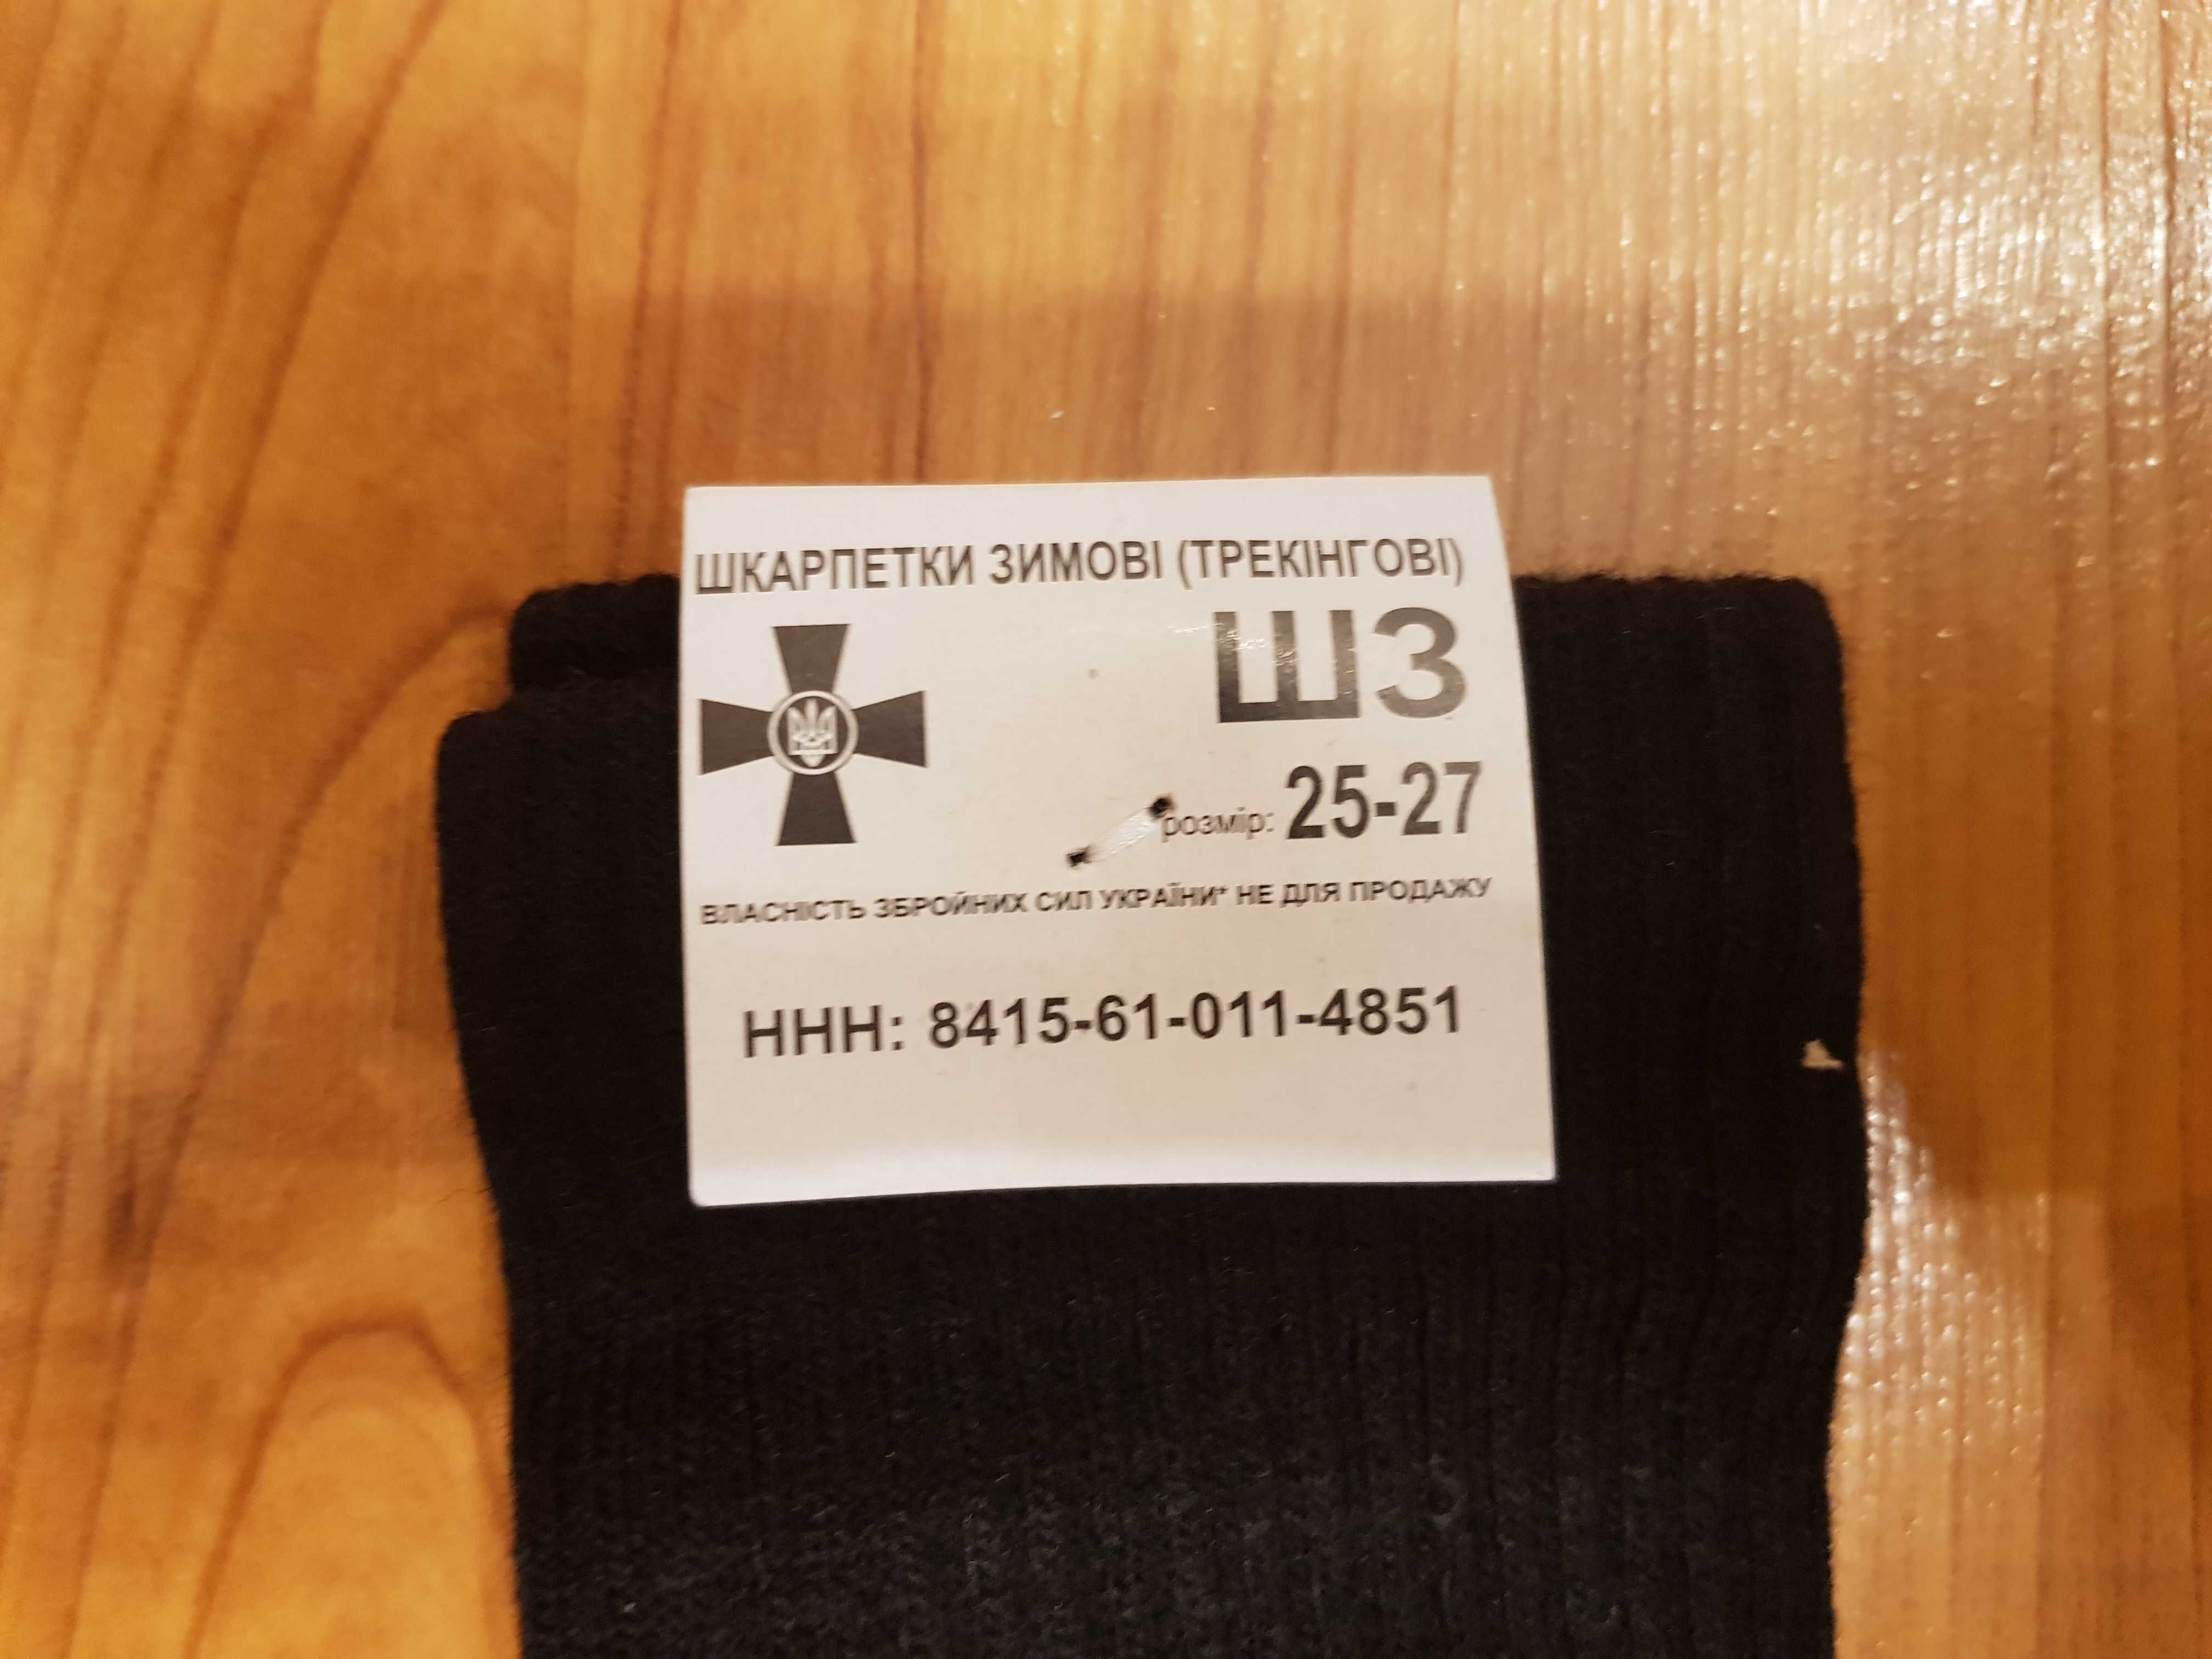 ШКАРПЕТКИ ЗИМОВІ (ТРЕКІНГОВІ)
ШЗ
розмір: 25-27
ВЛАСНІСТЬ ЗБРОЙНИХ СИЛ УКРАЇНИ* НЕ ДЛЯ ПРОДАЖУ
ННН: 8415-61-011-4851